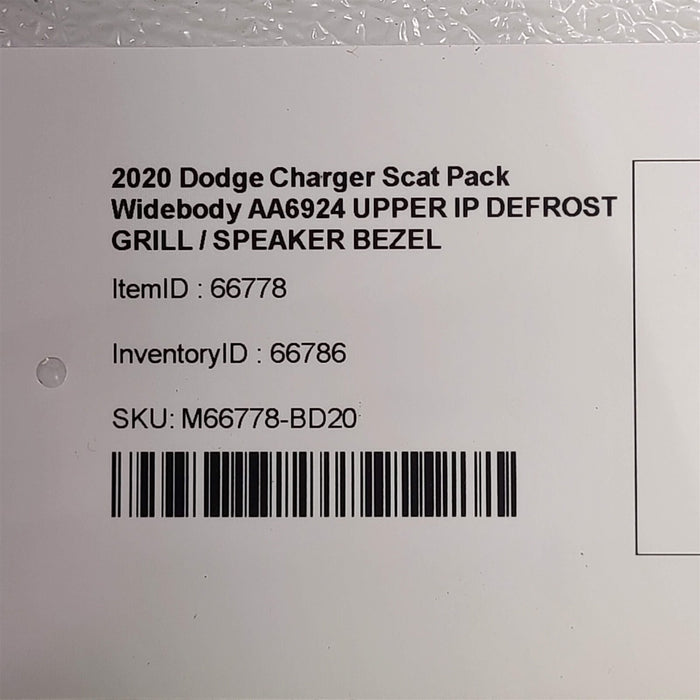 2020 Dodge Charger Scat Pack
Widebody AA6924 UPPER IP DEFROST
GRILL / SPEAKER BEZEL
ItemID : 66778
InventoryID : 66786
SKU: M66778-BD20